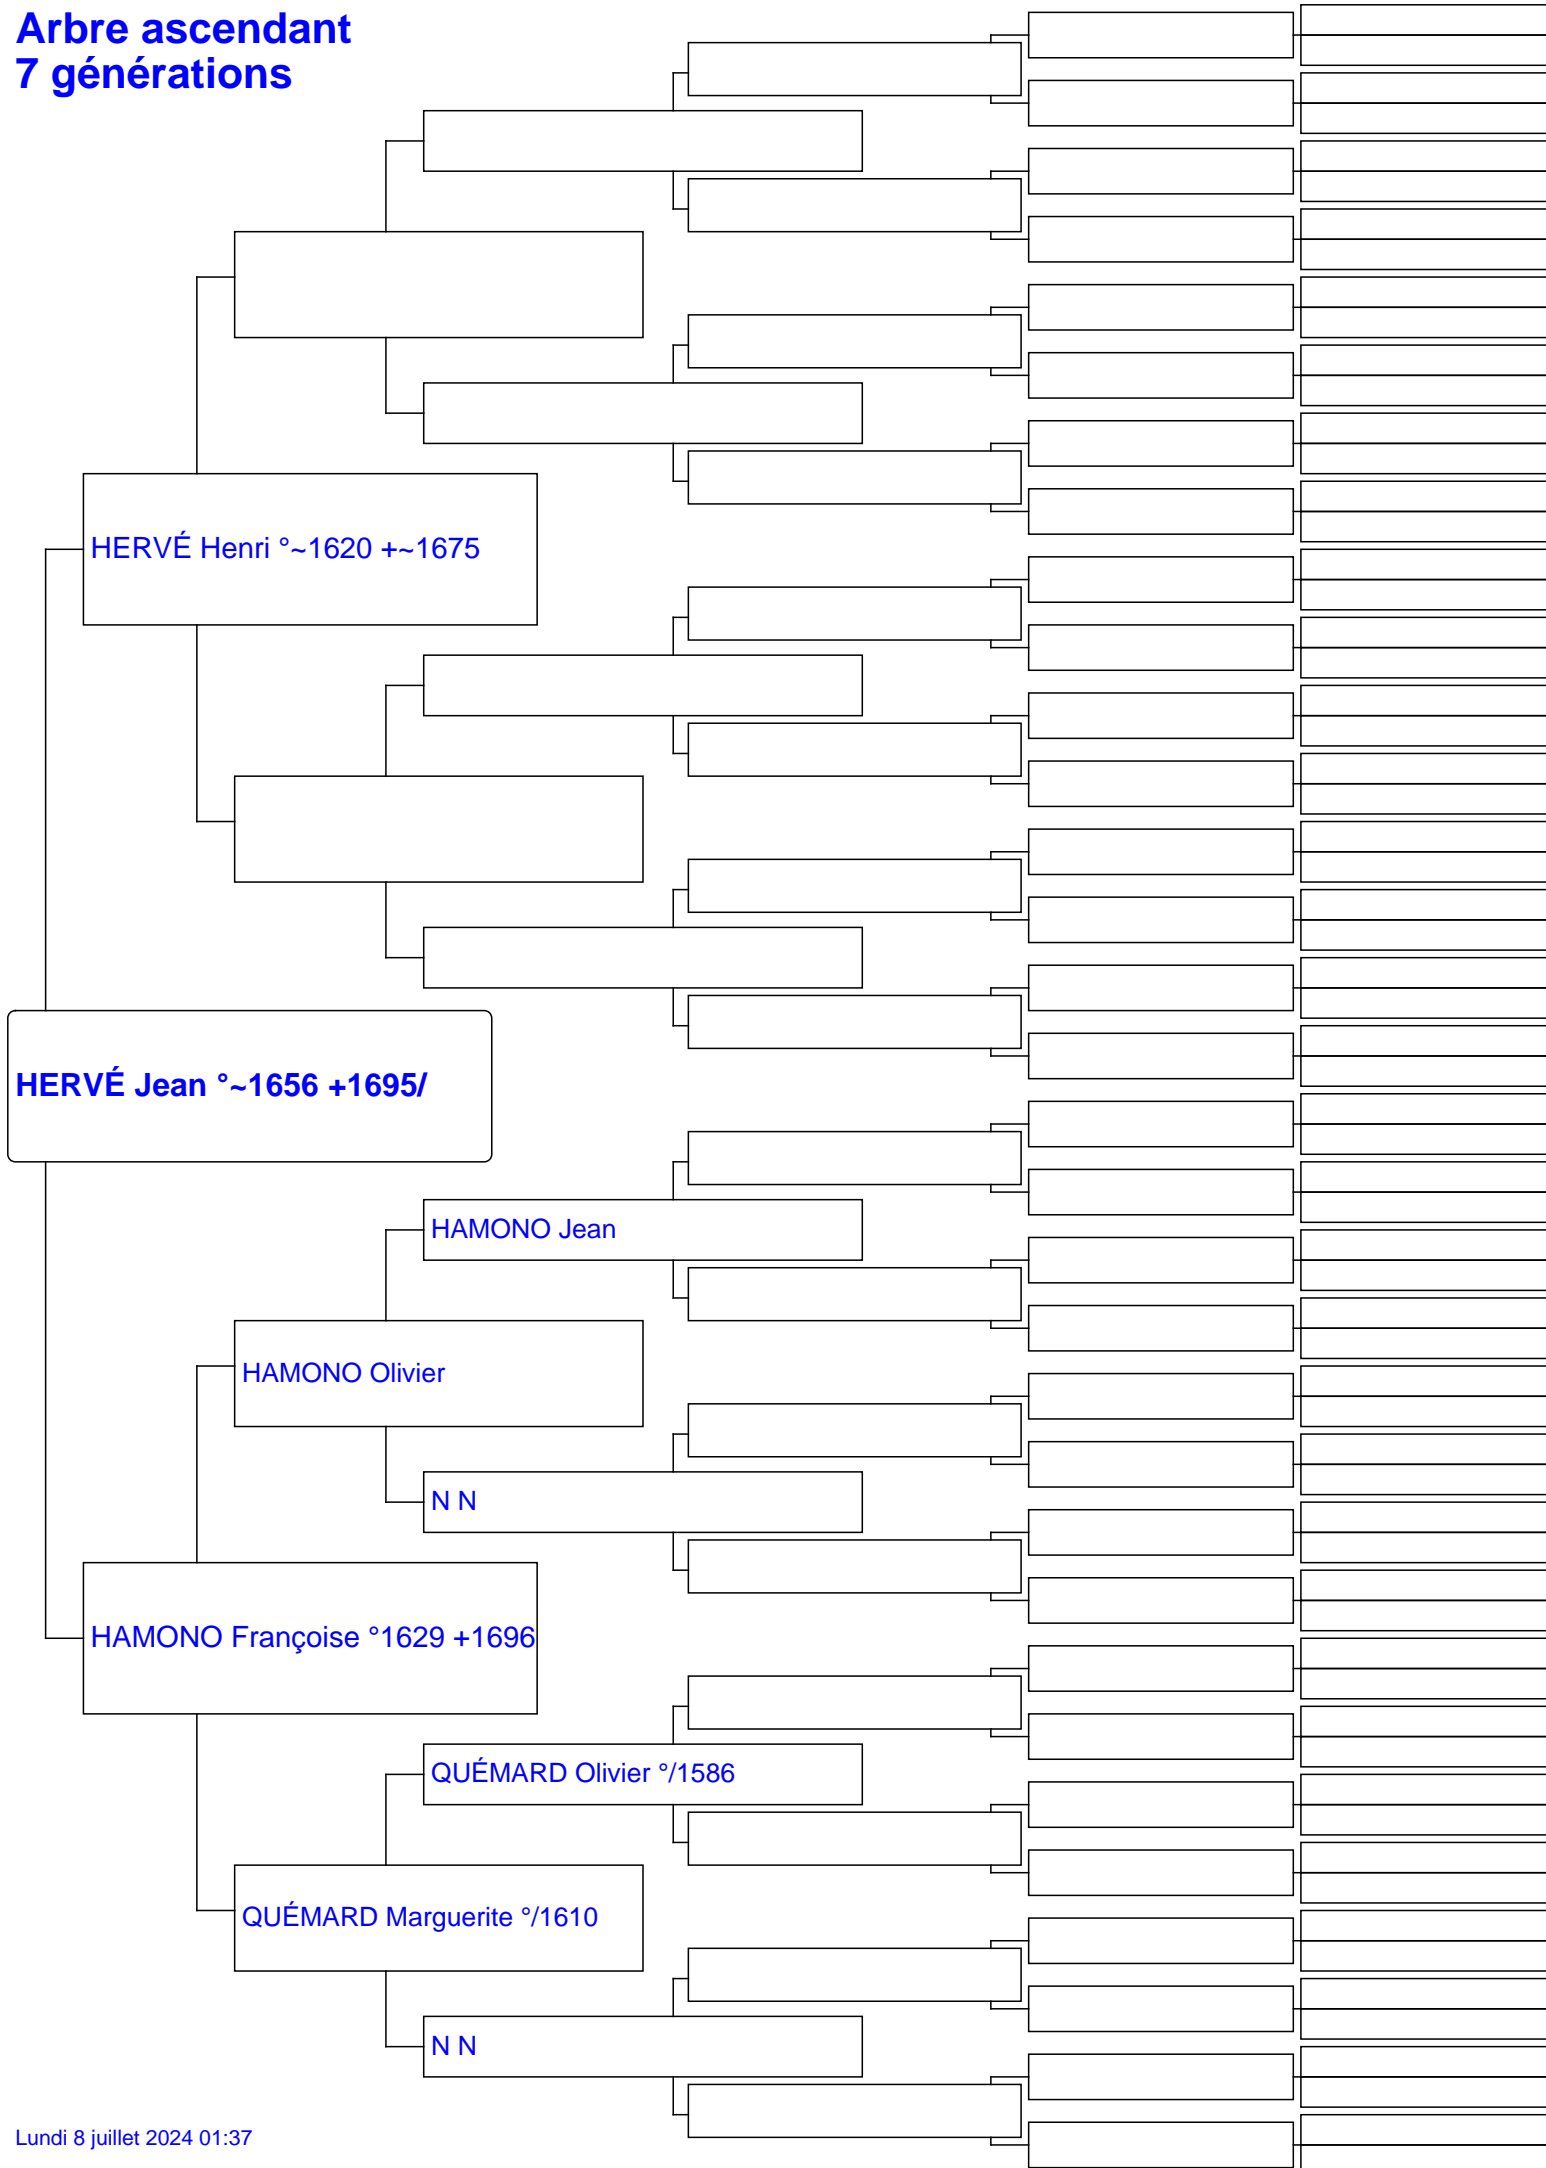 Arbre ascendant
7 générations
HERVÉ Henri °~1620 +~1675
HERVÉ Jean °~1656 +1695/
HAMONO Jean
HAMONO Olivier
N N
HAMONO Françoise °1629 +1696
QUÉMARD Olivier °/1586
QUÉMARD Marguerite °/1610
N N
Lundi 8 juillet 2024 01:37